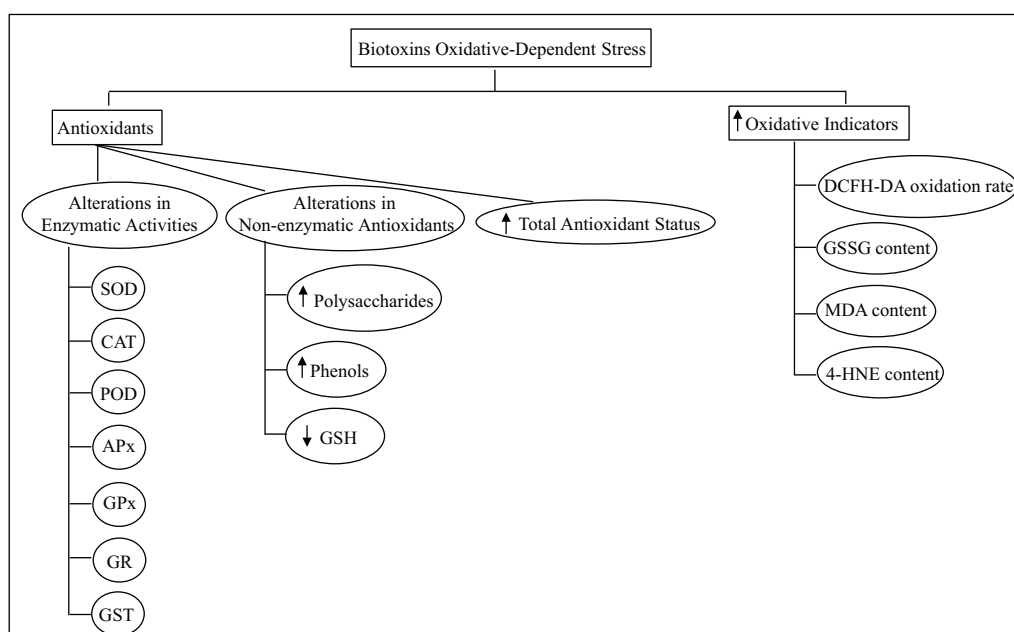 Biotoxins Oxidative-Dependent Stress
Antioxidants
↑ Oxidative Indicators
Alterations in
Enzymatic Activities
Alterations in
Non-enzymatic Antioxidants
↑ Total Antioxidant Status
SOD
CAT
POD
APx
GPx
GR
GST
↑ Polysaccharides
↑ Phenols
↓ GSH
DCFH-DA oxidation rate
GSSG content
MDA content
4-HNE content